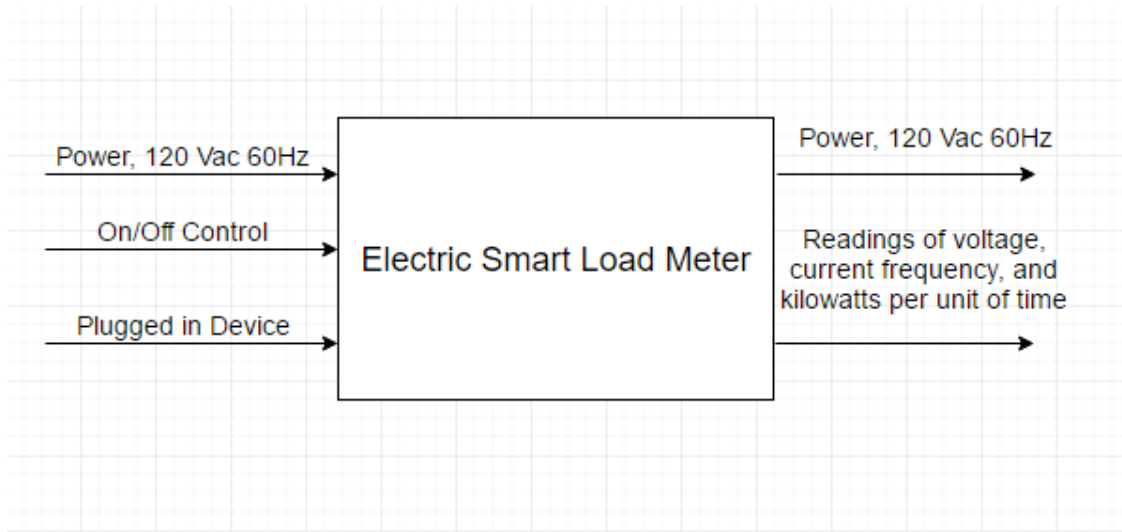 Power, 120 Vac 60Hz
On/Off Control
Plugged in Device
Electric Smart Load Meter
Power, 120 Vac 60Hz
Readings of voltage,
current frequency, and
kilowatts per unit of time